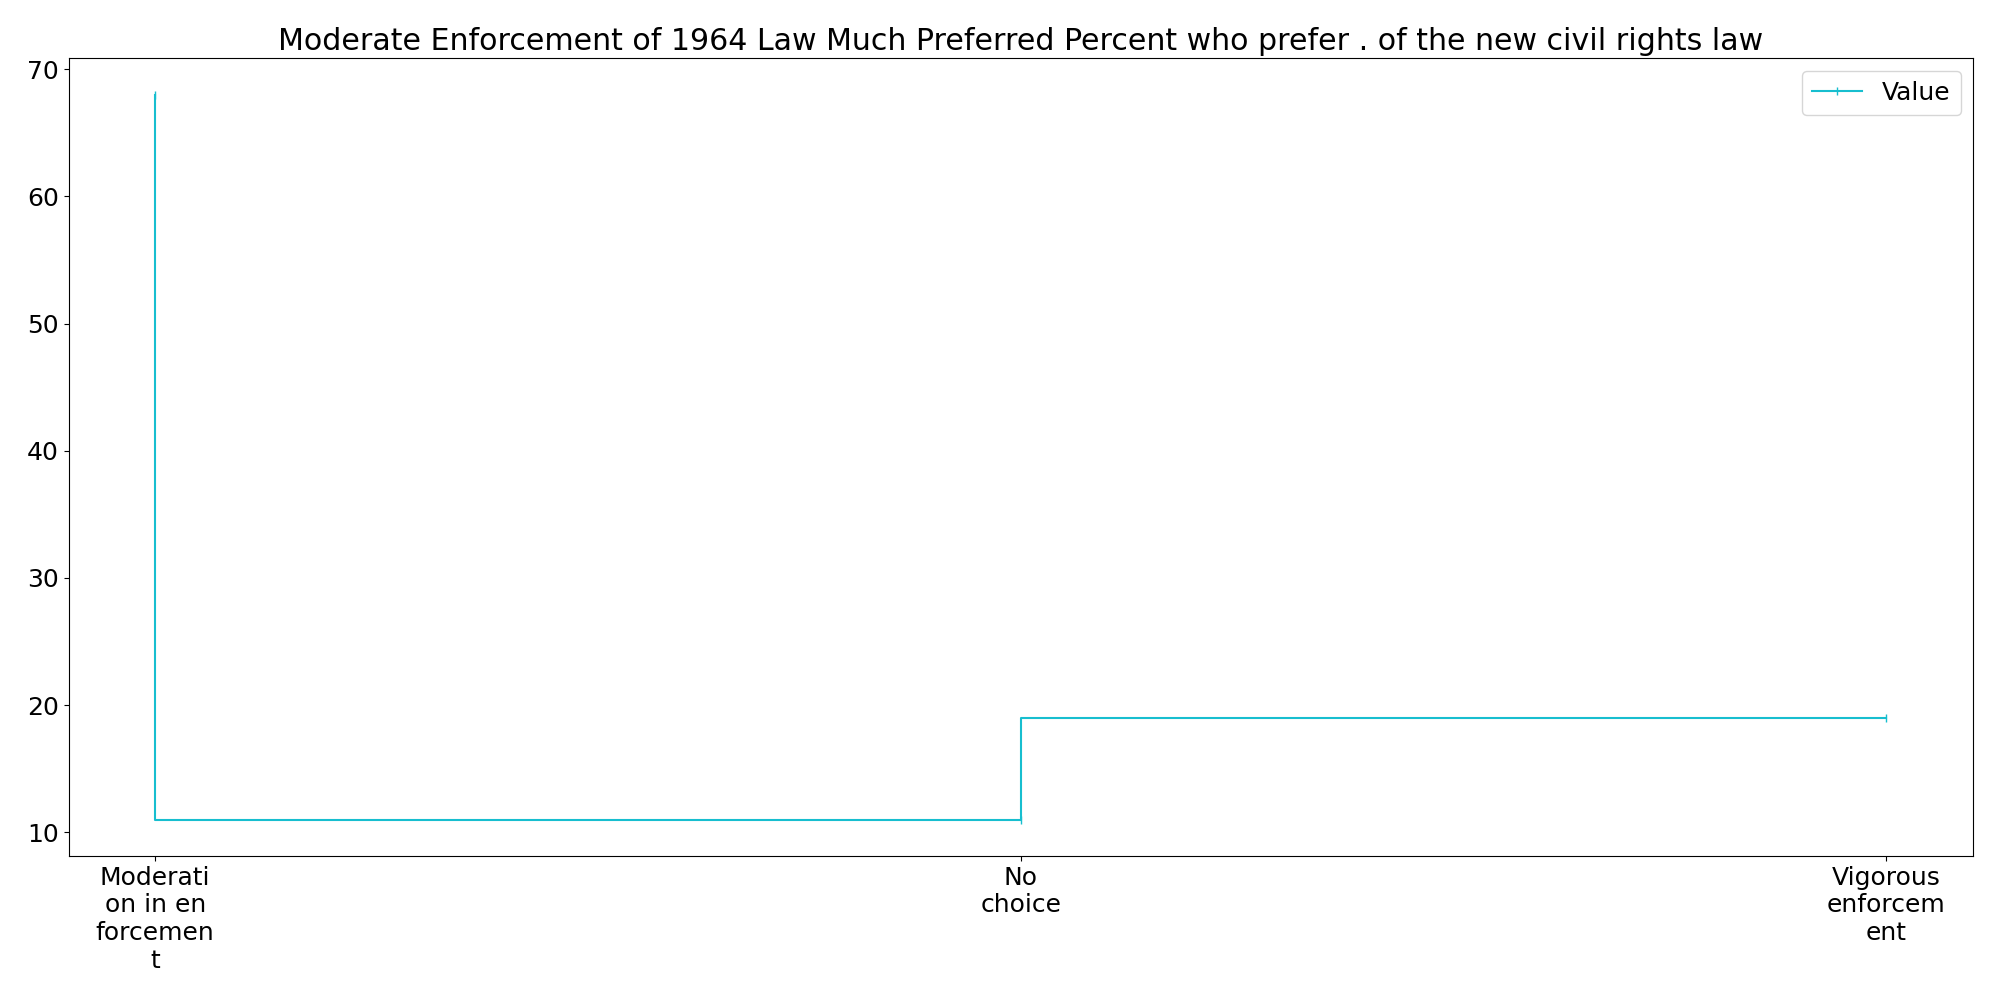 Moderate Enforcement of 1964 Law Much Preferred Percent who prefer . of the new civil rights law
70
60
50
40
30
20
10
Value
Moderati
on in en
forcemen
t
No
choice
Vigorous
enforcem
ent